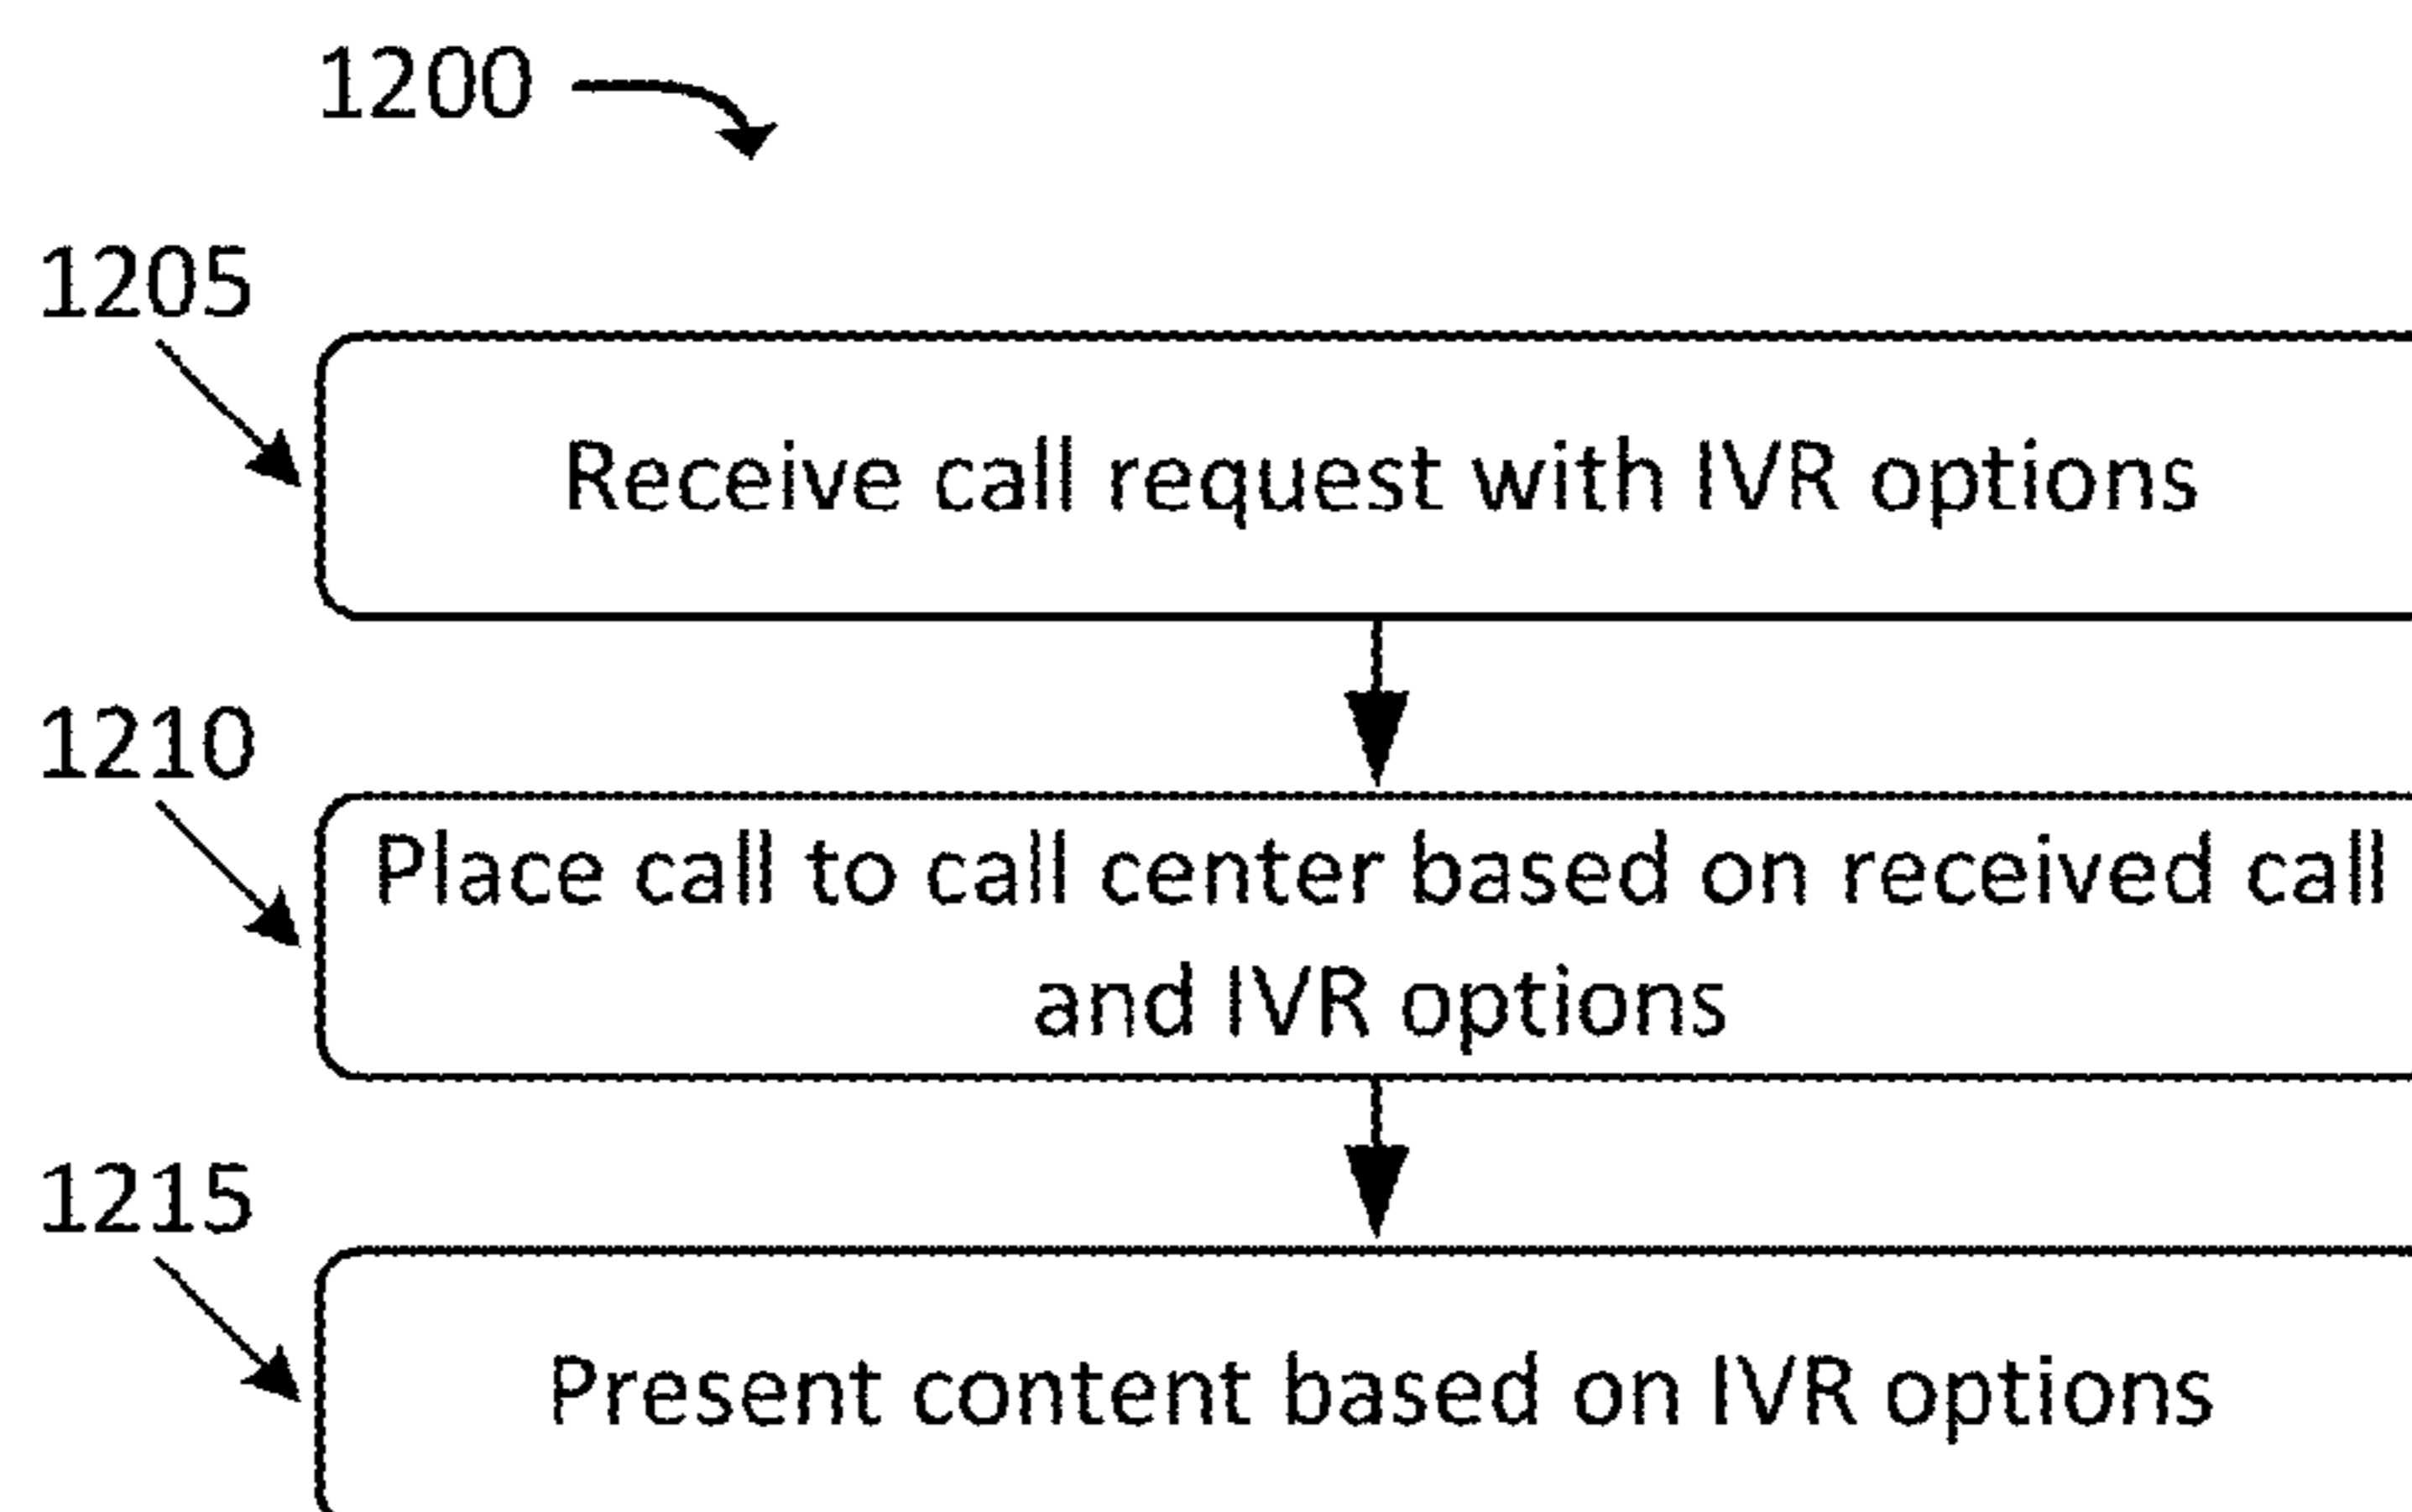 1200
1205
Receive call request with IVR options
1210
Place call to call center based on received call
and IVR options
1215
Present content based on IVR options